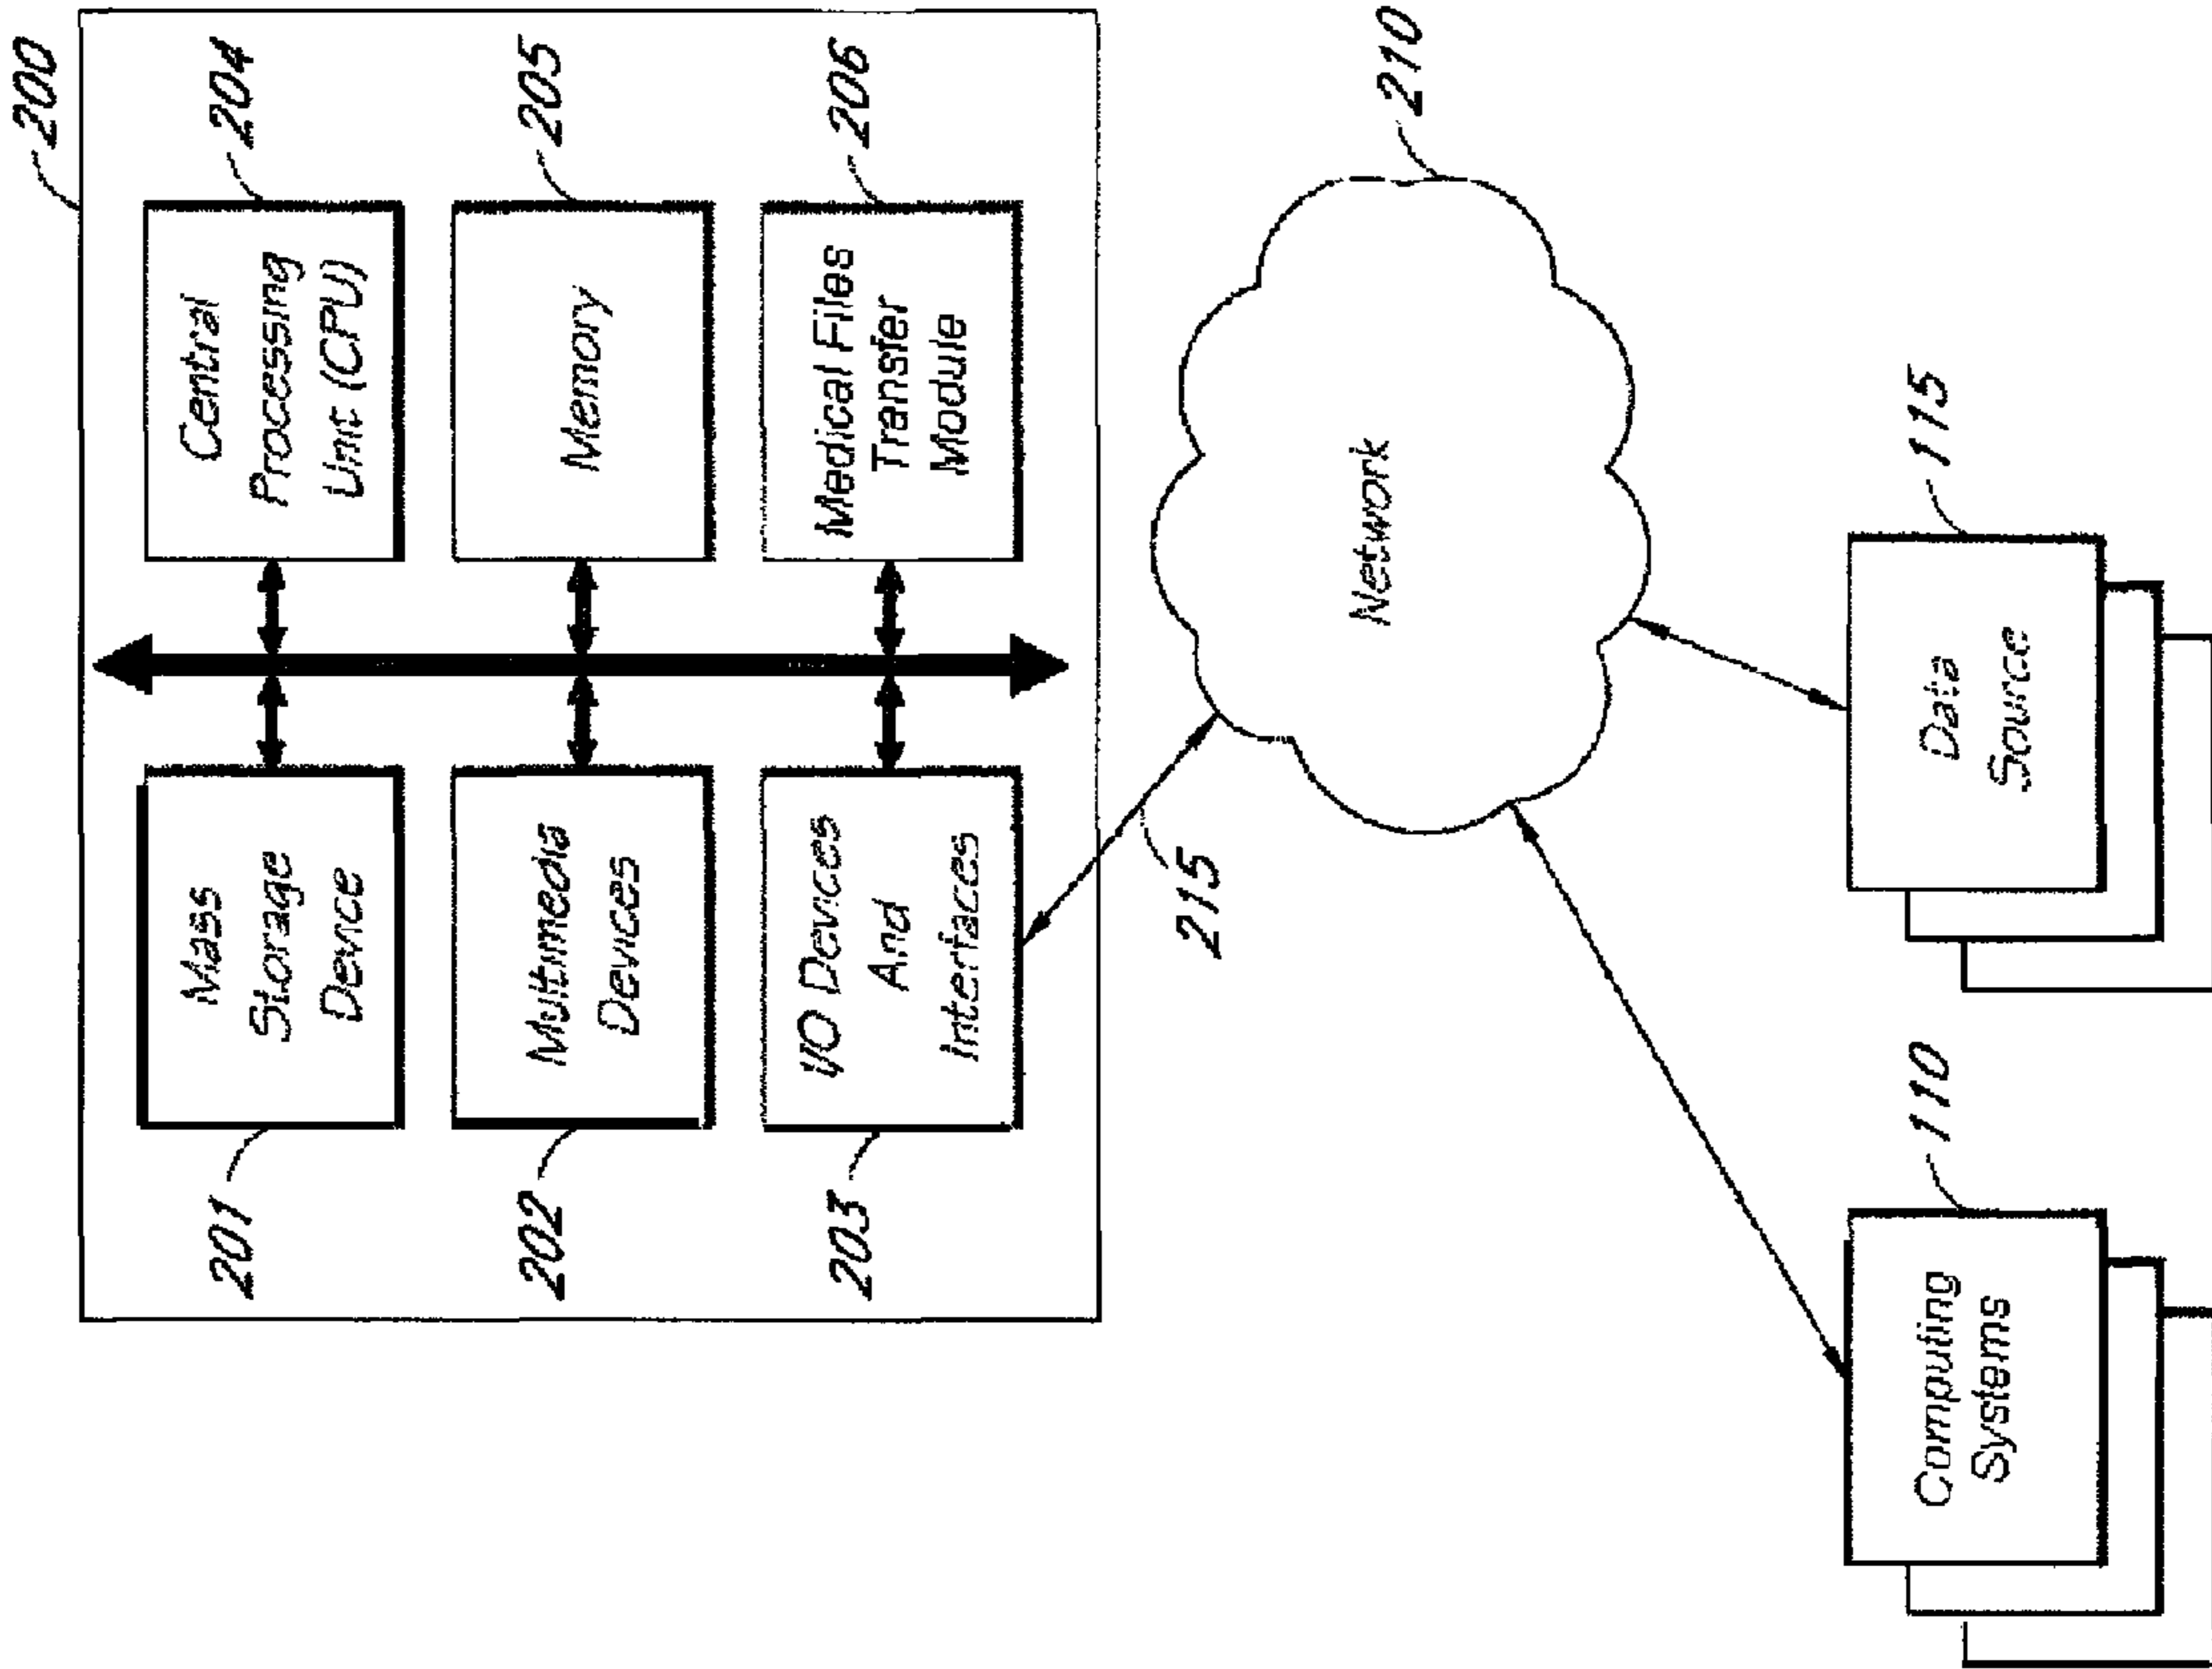 200
201
Mass
Storage
Device
204
Central
Processing
Unit (CPU)
202
Multimedia
Devices
205
Memory
203
I/O Devices
And
Interfaces
206
Medical Files
Transfer
Module
215
Network
210
Computing
Systems
110
Data
Source
115